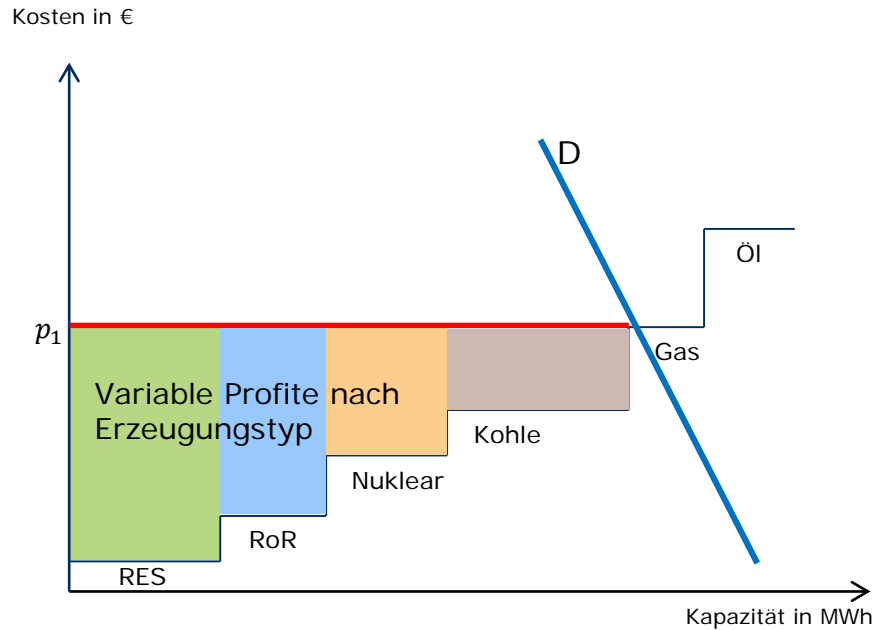 Kosten in €
D
Öl
p₁
Gas
Variable Profite nach
Erzeugungstyp
Kohle
Nuklear
RoR
RES
Kapazität in MWh